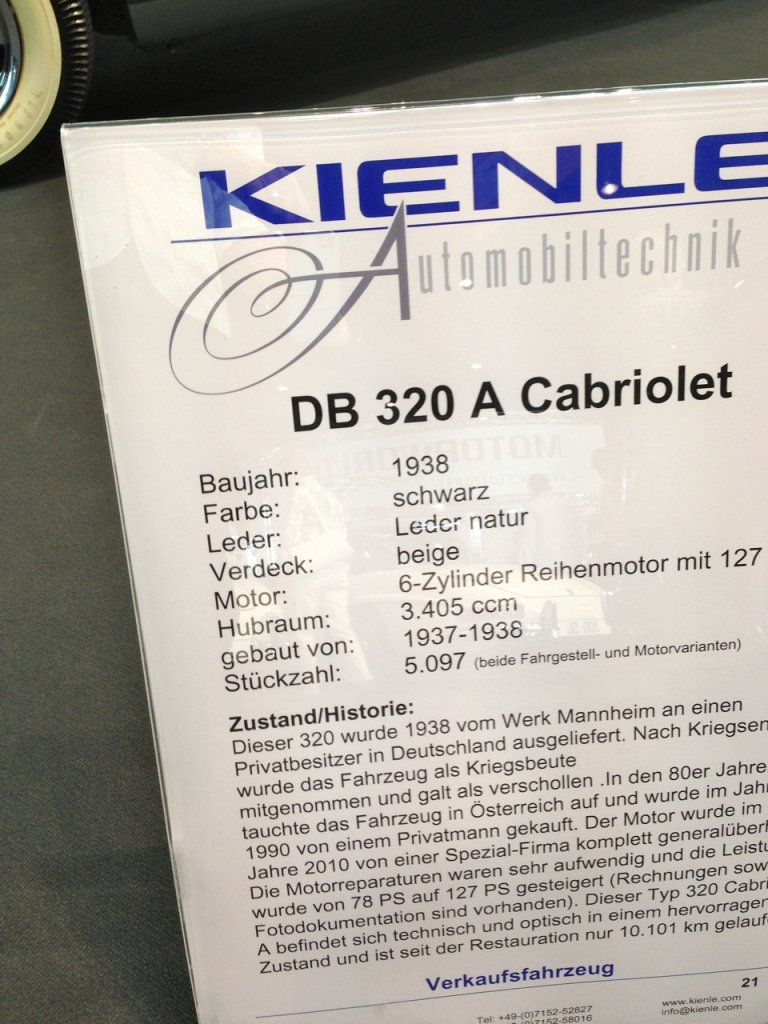 KIENLE
Automobiltechnik
DB 320 A Cabriolet
Baujahr: 1938
Farbe: schwarz
Leder: Leder natur
Verdeck: beige
Motor: 6-Zylinder Reihenmotor mit 127
Hubraum: 3.405 ccm
gebaut von: 1937-1938
Stückzahl: 5.097 (beide Fahrgestell- und Motorvarianten)
Zustand/Historie:
Dieser 320 wurde 1938 vom Werk Mannheim an einen
Privatbesitzer in Deutschland ausgeliefert. Nach Kriegsen
wurde das Fahrzeug als Kriegsbeute
mitgenommen und galt als verschollen .In den 80er Jahre
tauchte das Fahrzeug in Österreich auf und wurde im Jah
1990 von einem Privatmann gekauft. Der Motor wurde im
Jahre 2010 von einer Spezial-Firma komplett generalüber
Die Motorreparaturen waren sehr aufwendig und die Leistu
wurde von 78 PS auf 127 PS gesteigert (Rechnungen sow
Fotodokumentation sind vorhanden). Dieser Typ 320 Cabri
A befindet sich technisch und optisch in einem hervorragen
Zustand und ist seit der Restauration nur 10.101 km gelauf
Verkaufsfahrzeug
21
Tel: +49-(0)7152-52827
www.kienle.com
info@kienle.com